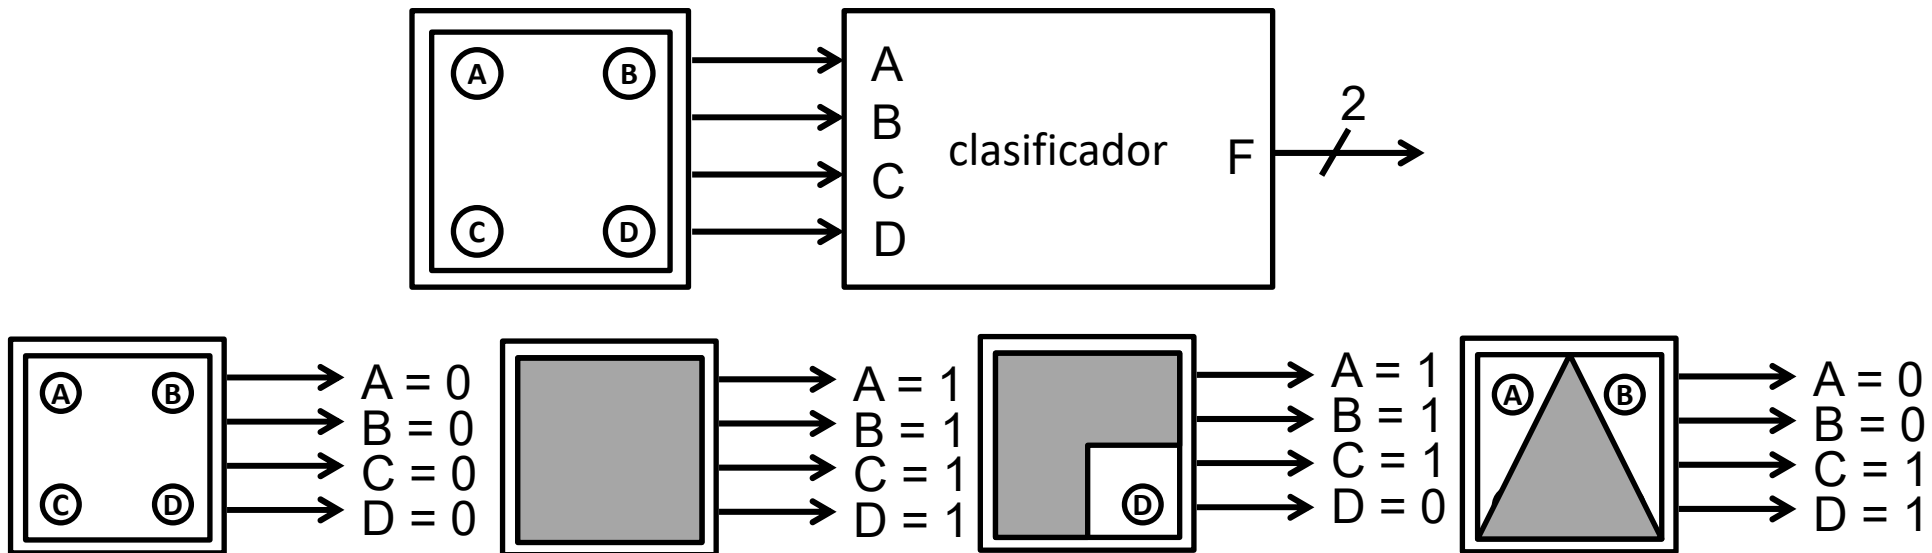 A B
C D
A
B
C
D
clasificador
F
2
A B
C D
A = 0
B = 0
C = 0
D = 0
A = 1
B = 1
C = 1
D = 1
D
A = 1
B = 1
C = 1
D = 0
A B
A = 0
B = 0
C = 1
D = 1